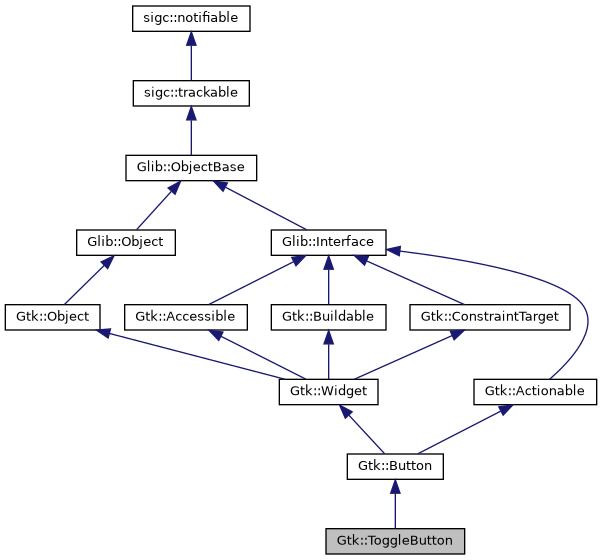 sigc::notifiable
sigc::trackable
Glib::ObjectBase
Glib::Object
Glib::Interface
Gtk::Object
Gtk::Accessible
Gtk::Buildable
Gtk::ConstraintTarget
Gtk::Widget
Gtk::Actionable
Gtk::Button
Gtk::ToggleButton